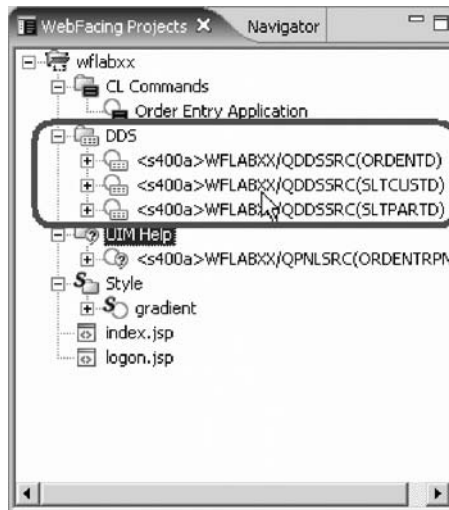 WebFacing Projects
Navigator
wflabxx
CL Commands
Order Entry Application
DDS
<s400a>WFLABXX/QDDSSRC(ORDENTD)
<s400a>WFLABXX/QDDSSRC(SLTCUSTD)
<s400a>WFLABXX/QDDSSRC(SLTPARTD)
UIM Help
<s400a>WFLABXX/QPNLSRC(ORDENTRPN
Style
gradient
index.jsp
logon.jsp